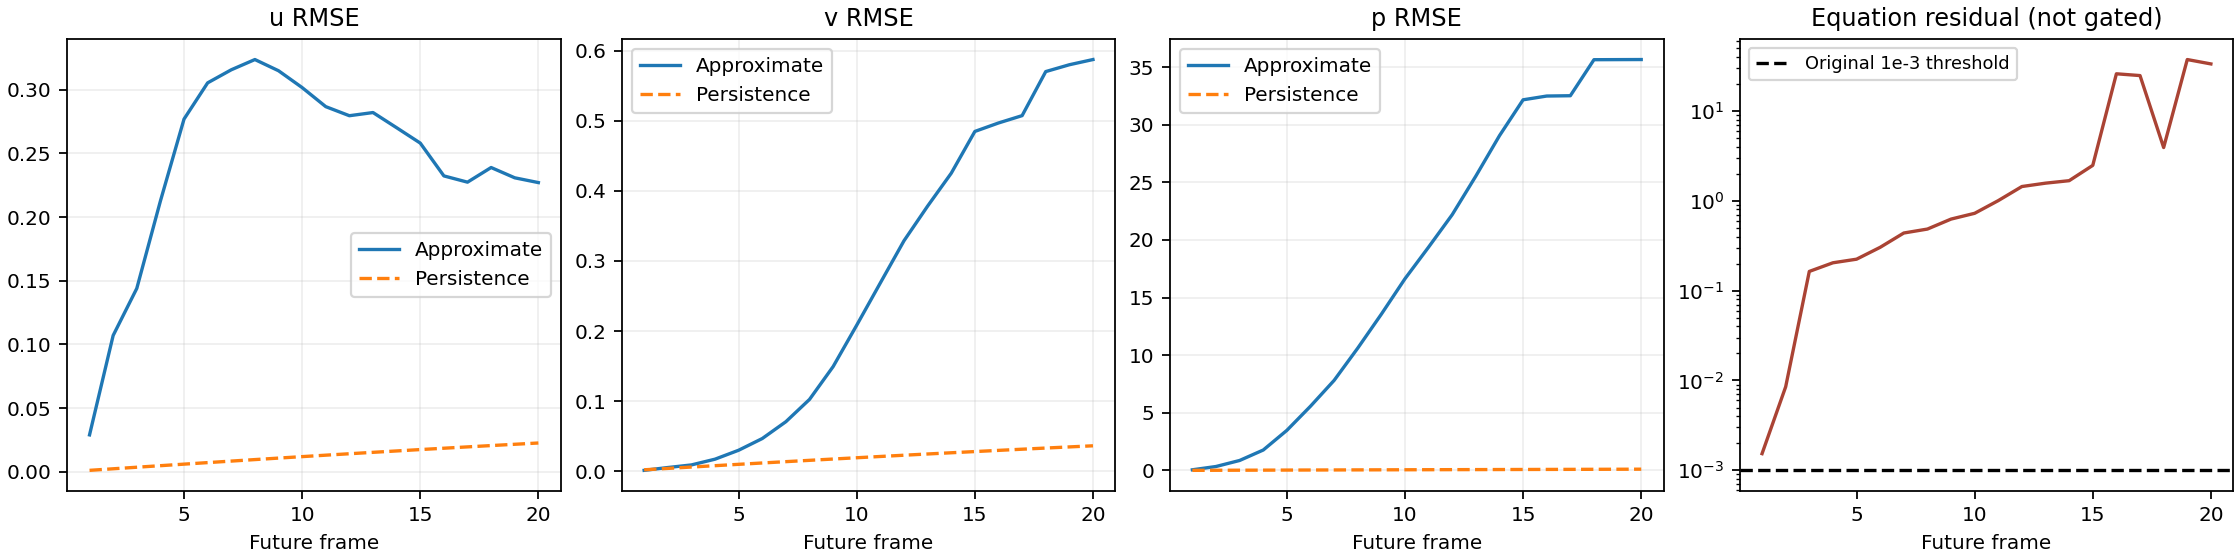 u RMSE
0.30
0.25
0.20
0.15
0.10
0.05
0.00
Approximate
Persistence
5
10
15
20
Future frame
v RMSE
0.6
0.5
0.4
0.3
0.2
0.1
0.0
Approximate
Persistence
5
10
15
20
Future frame
p RMSE
35
30
25
20
15
10
5
0
Approximate
Persistence
5
10
15
20
Future frame
Equation residual (not gated)
Original 1e-3 threshold
10¹
10⁰
10⁻¹
10⁻²
10⁻³
5
10
15
20
Future frame